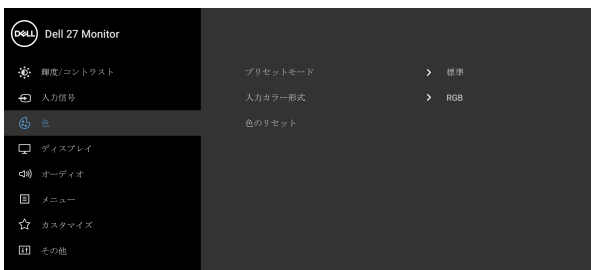 DELL Dell 27 Monitor
輝度/コントラスト
プリセットモード > 標準
入力信号
入力カラー形式 > RGB
色
色のリセット
ディスプレイ
オーディオ
メニュー
カスタマイズ
その他